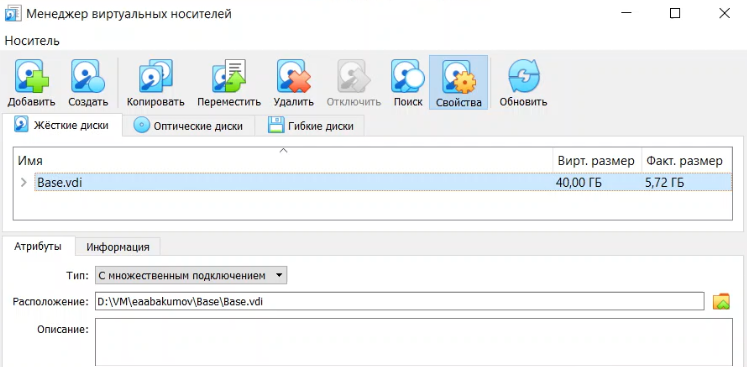 Менеджер виртуальных носителей
Носитель
Добавить Создать Копировать Переместить Удалить Отключить Поиск Свойства Обновить
Жёсткие диски Оптические диски Гибкие диски
Имя Вирт. размер Факт. размер
Base.vdi 40,00 ГБ 5,72 ГБ
Атрибуты Информация
Тип: С множественным подключением
Расположение: D:\VM\eaabakumov\Base\Base.vdi
Описание: